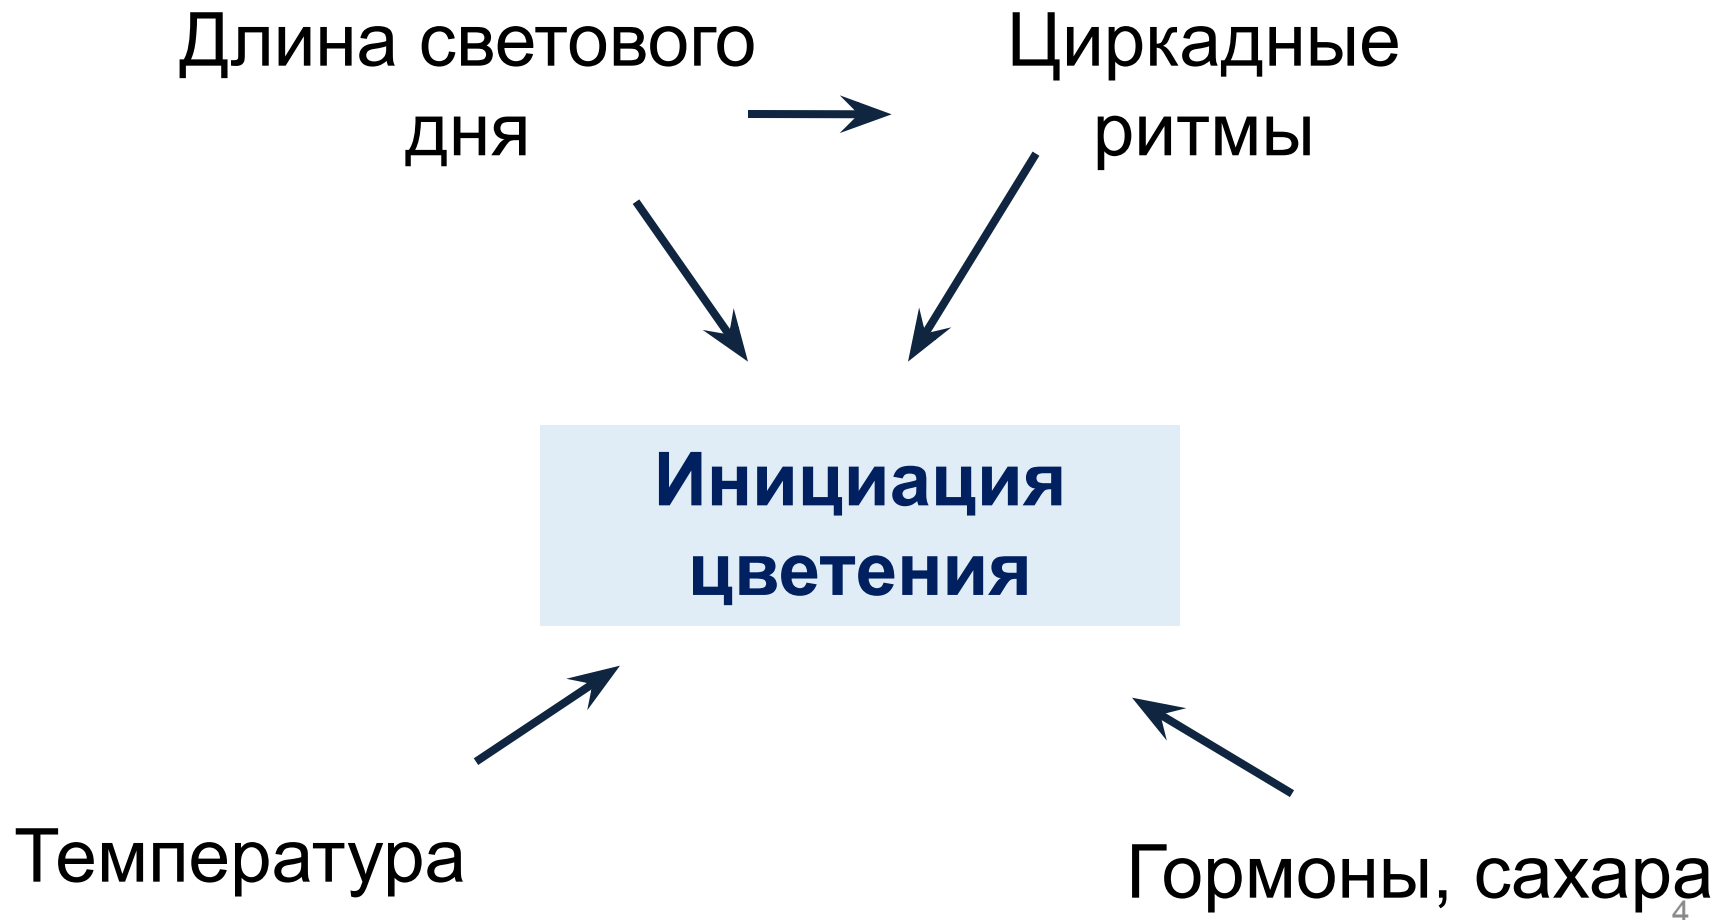 Длина светового
дня
Циркадные
ритмы
Инициация
цветения
Температура
Гормоны, сахара
4